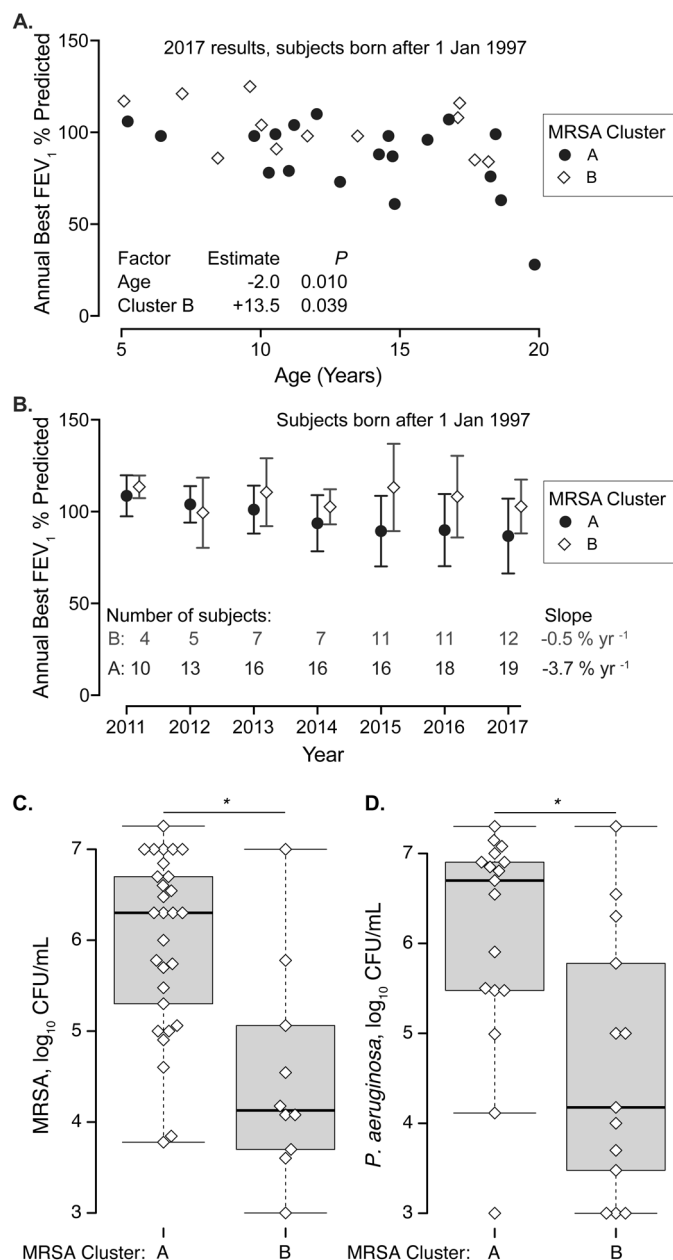 A.
2017 results, subjects born after 1 Jan 1997
Annual Best FEV1 % Predicted
150
100
50
0
Factor Estimate P
Age -2.0 0.010
Cluster B +13.5 0.039
5 10 15 20
Age (Years)
MRSA Cluster
A
B
B.
Subjects born after 1 Jan 1997
Annual Best FEV1 % Predicted
150
100
50
0
Number of subjects: Slope
B: 4 5 7 7 11 11 12 -0.5 % yr -1
A: 10 13 16 16 16 18 19 -3.7 % yr -1
2011 2012 2013 2014 2015 2016 2017
Year
MRSA Cluster
A
B
C.
*
MRSA, log10 CFU/mL
7
6
5
4
3
MRSA Cluster: A B
D.
*
P. aeruginosa, log10 CFU/mL
7
6
5
4
3
MRSA Cluster: A B